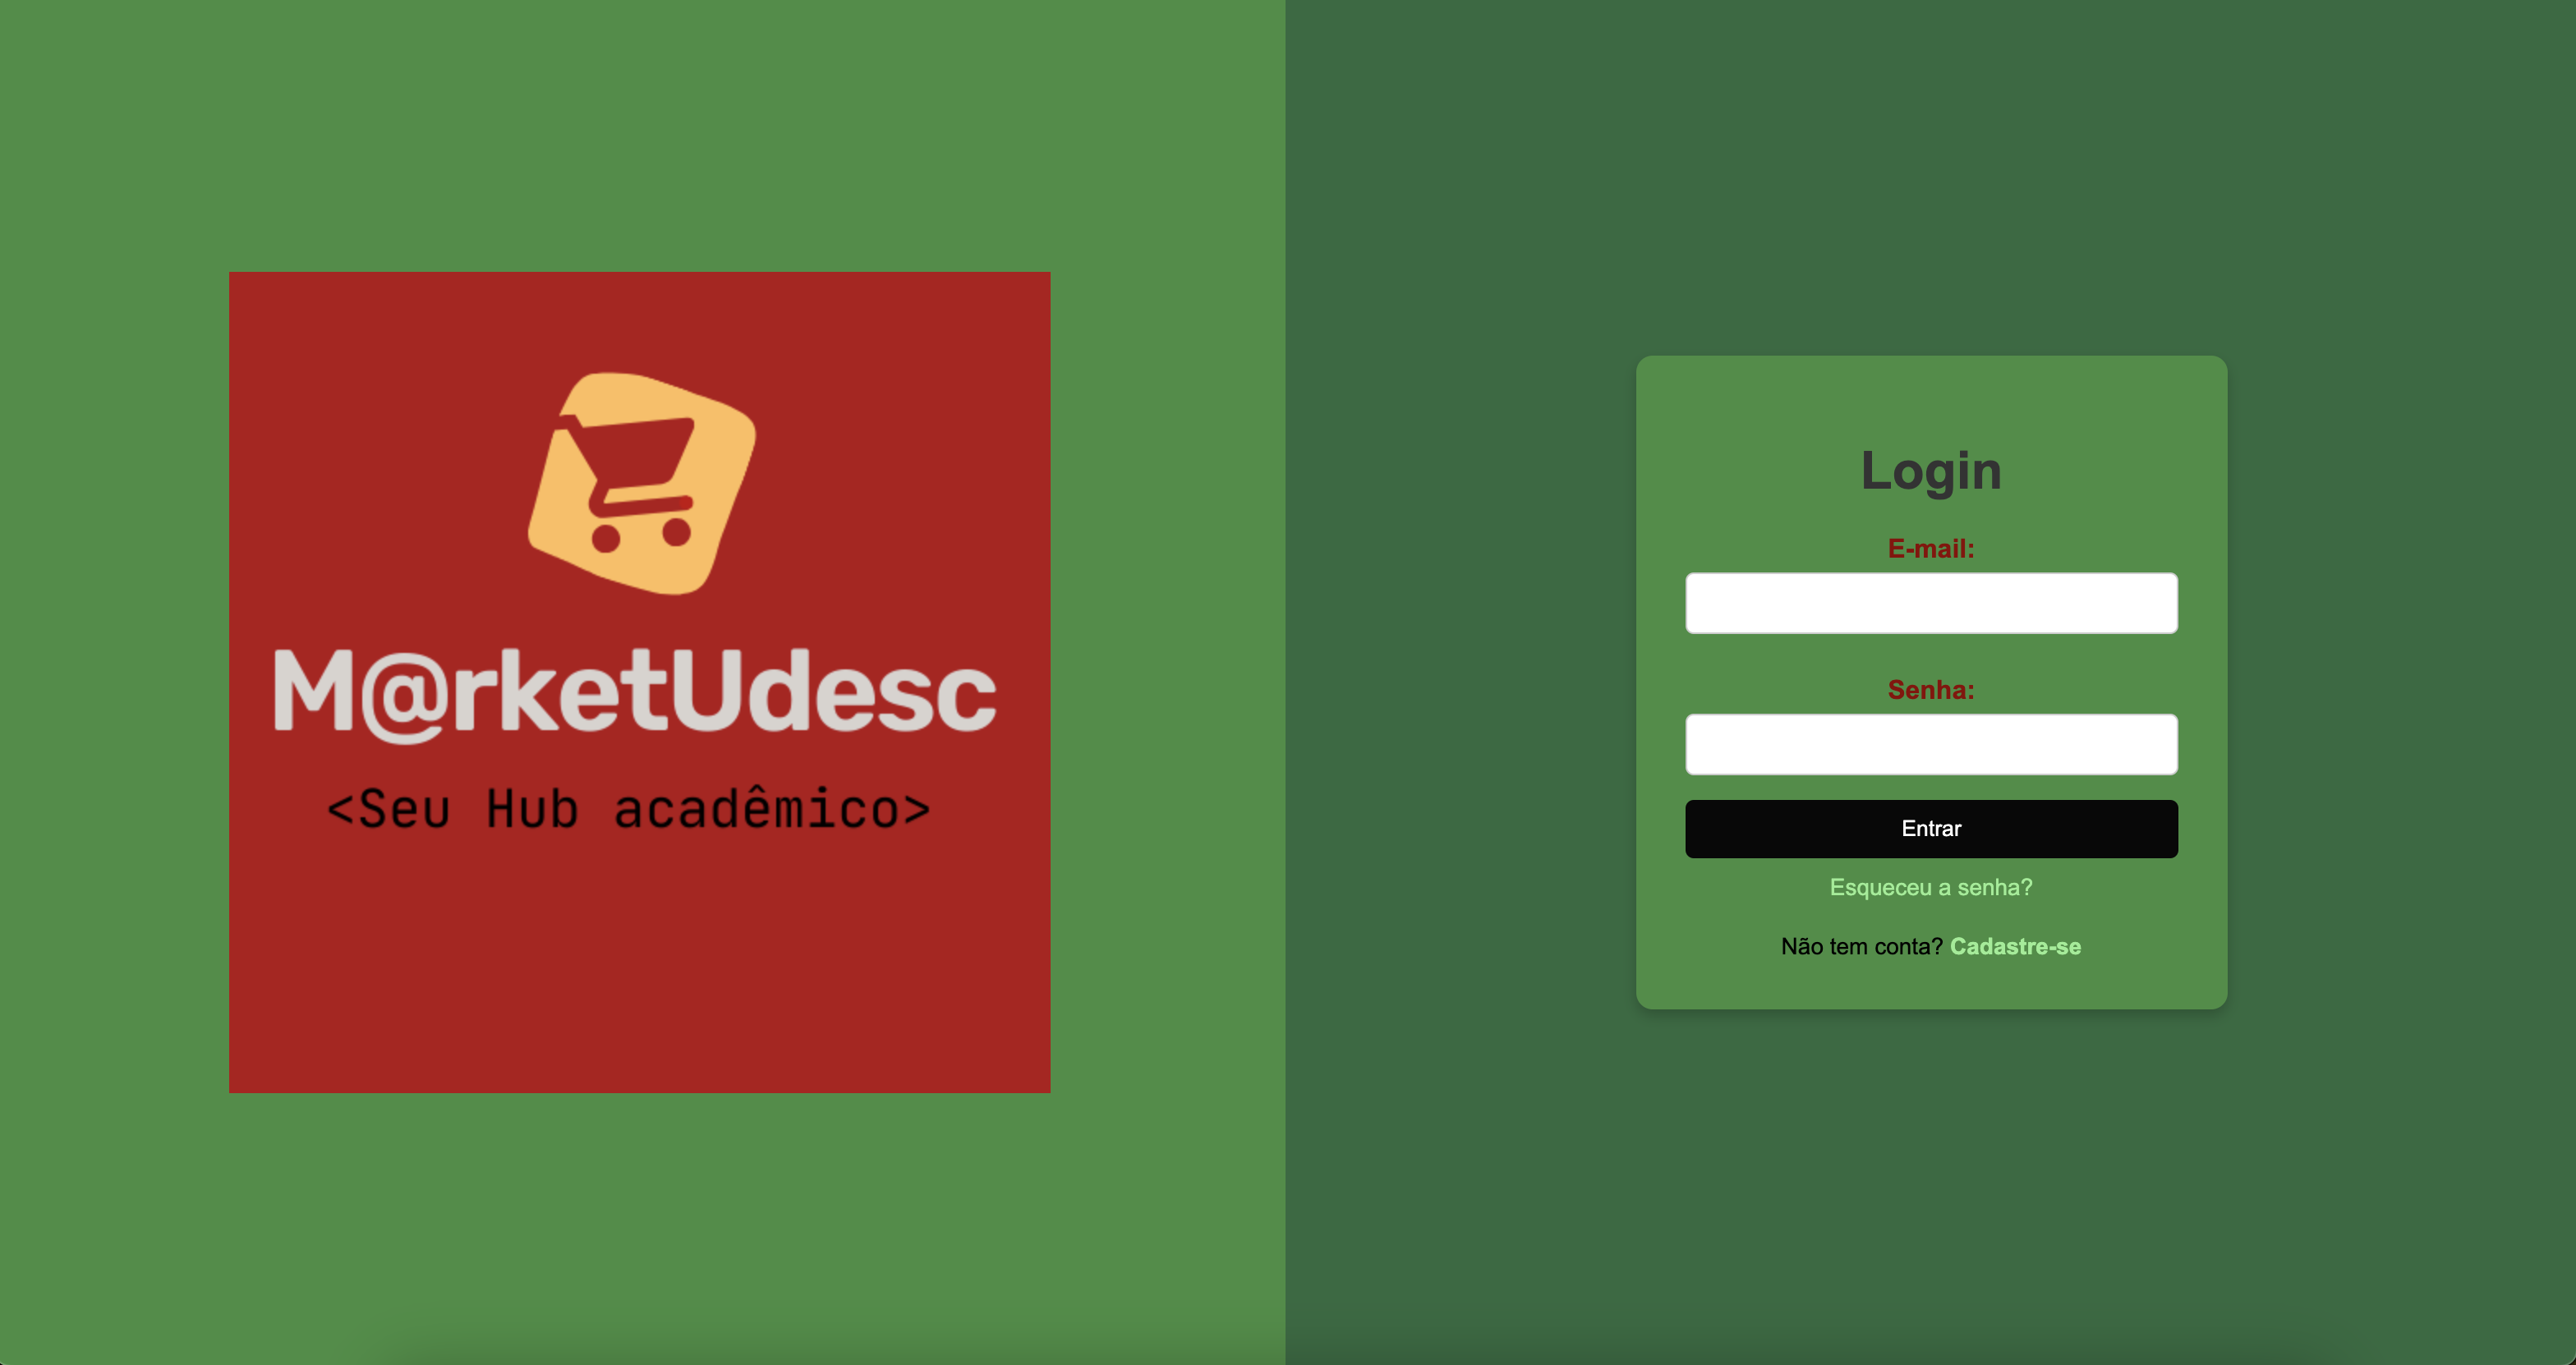 M@rketUdesc
<Seu Hub acadêmico>
Login
E-mail:
Senha:
Entrar
Esqueceu a senha?
Não tem conta? Cadastre-se